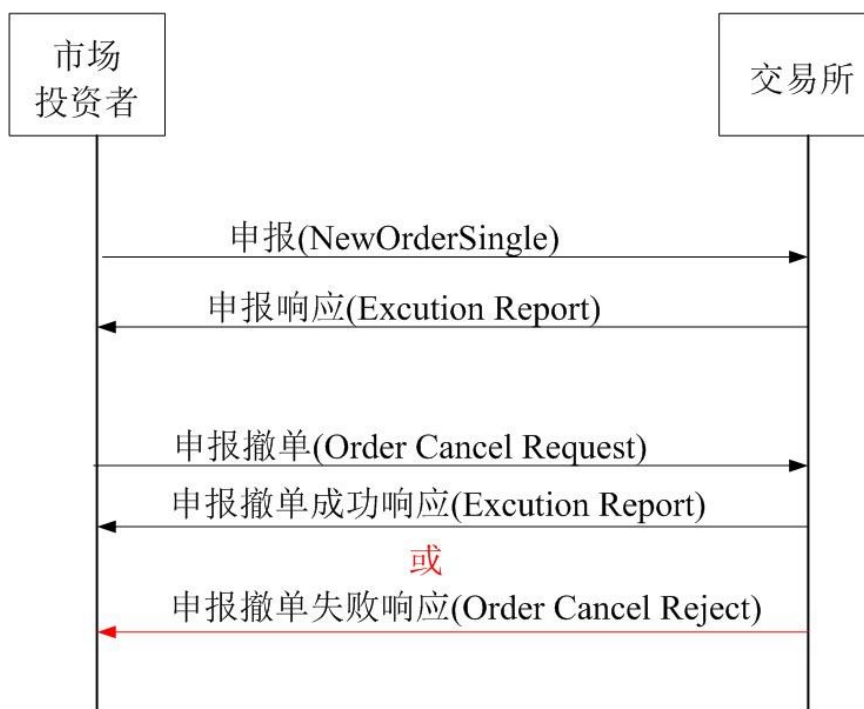 市场
投资者
交易所
申报(NewOrderSingle)
申报响应(Excution Report)
申报撤单(Order Cancel Request)
申报撤单成功响应(Excution Report)
或
申报撤单失败响应(Order Cancel Reject)